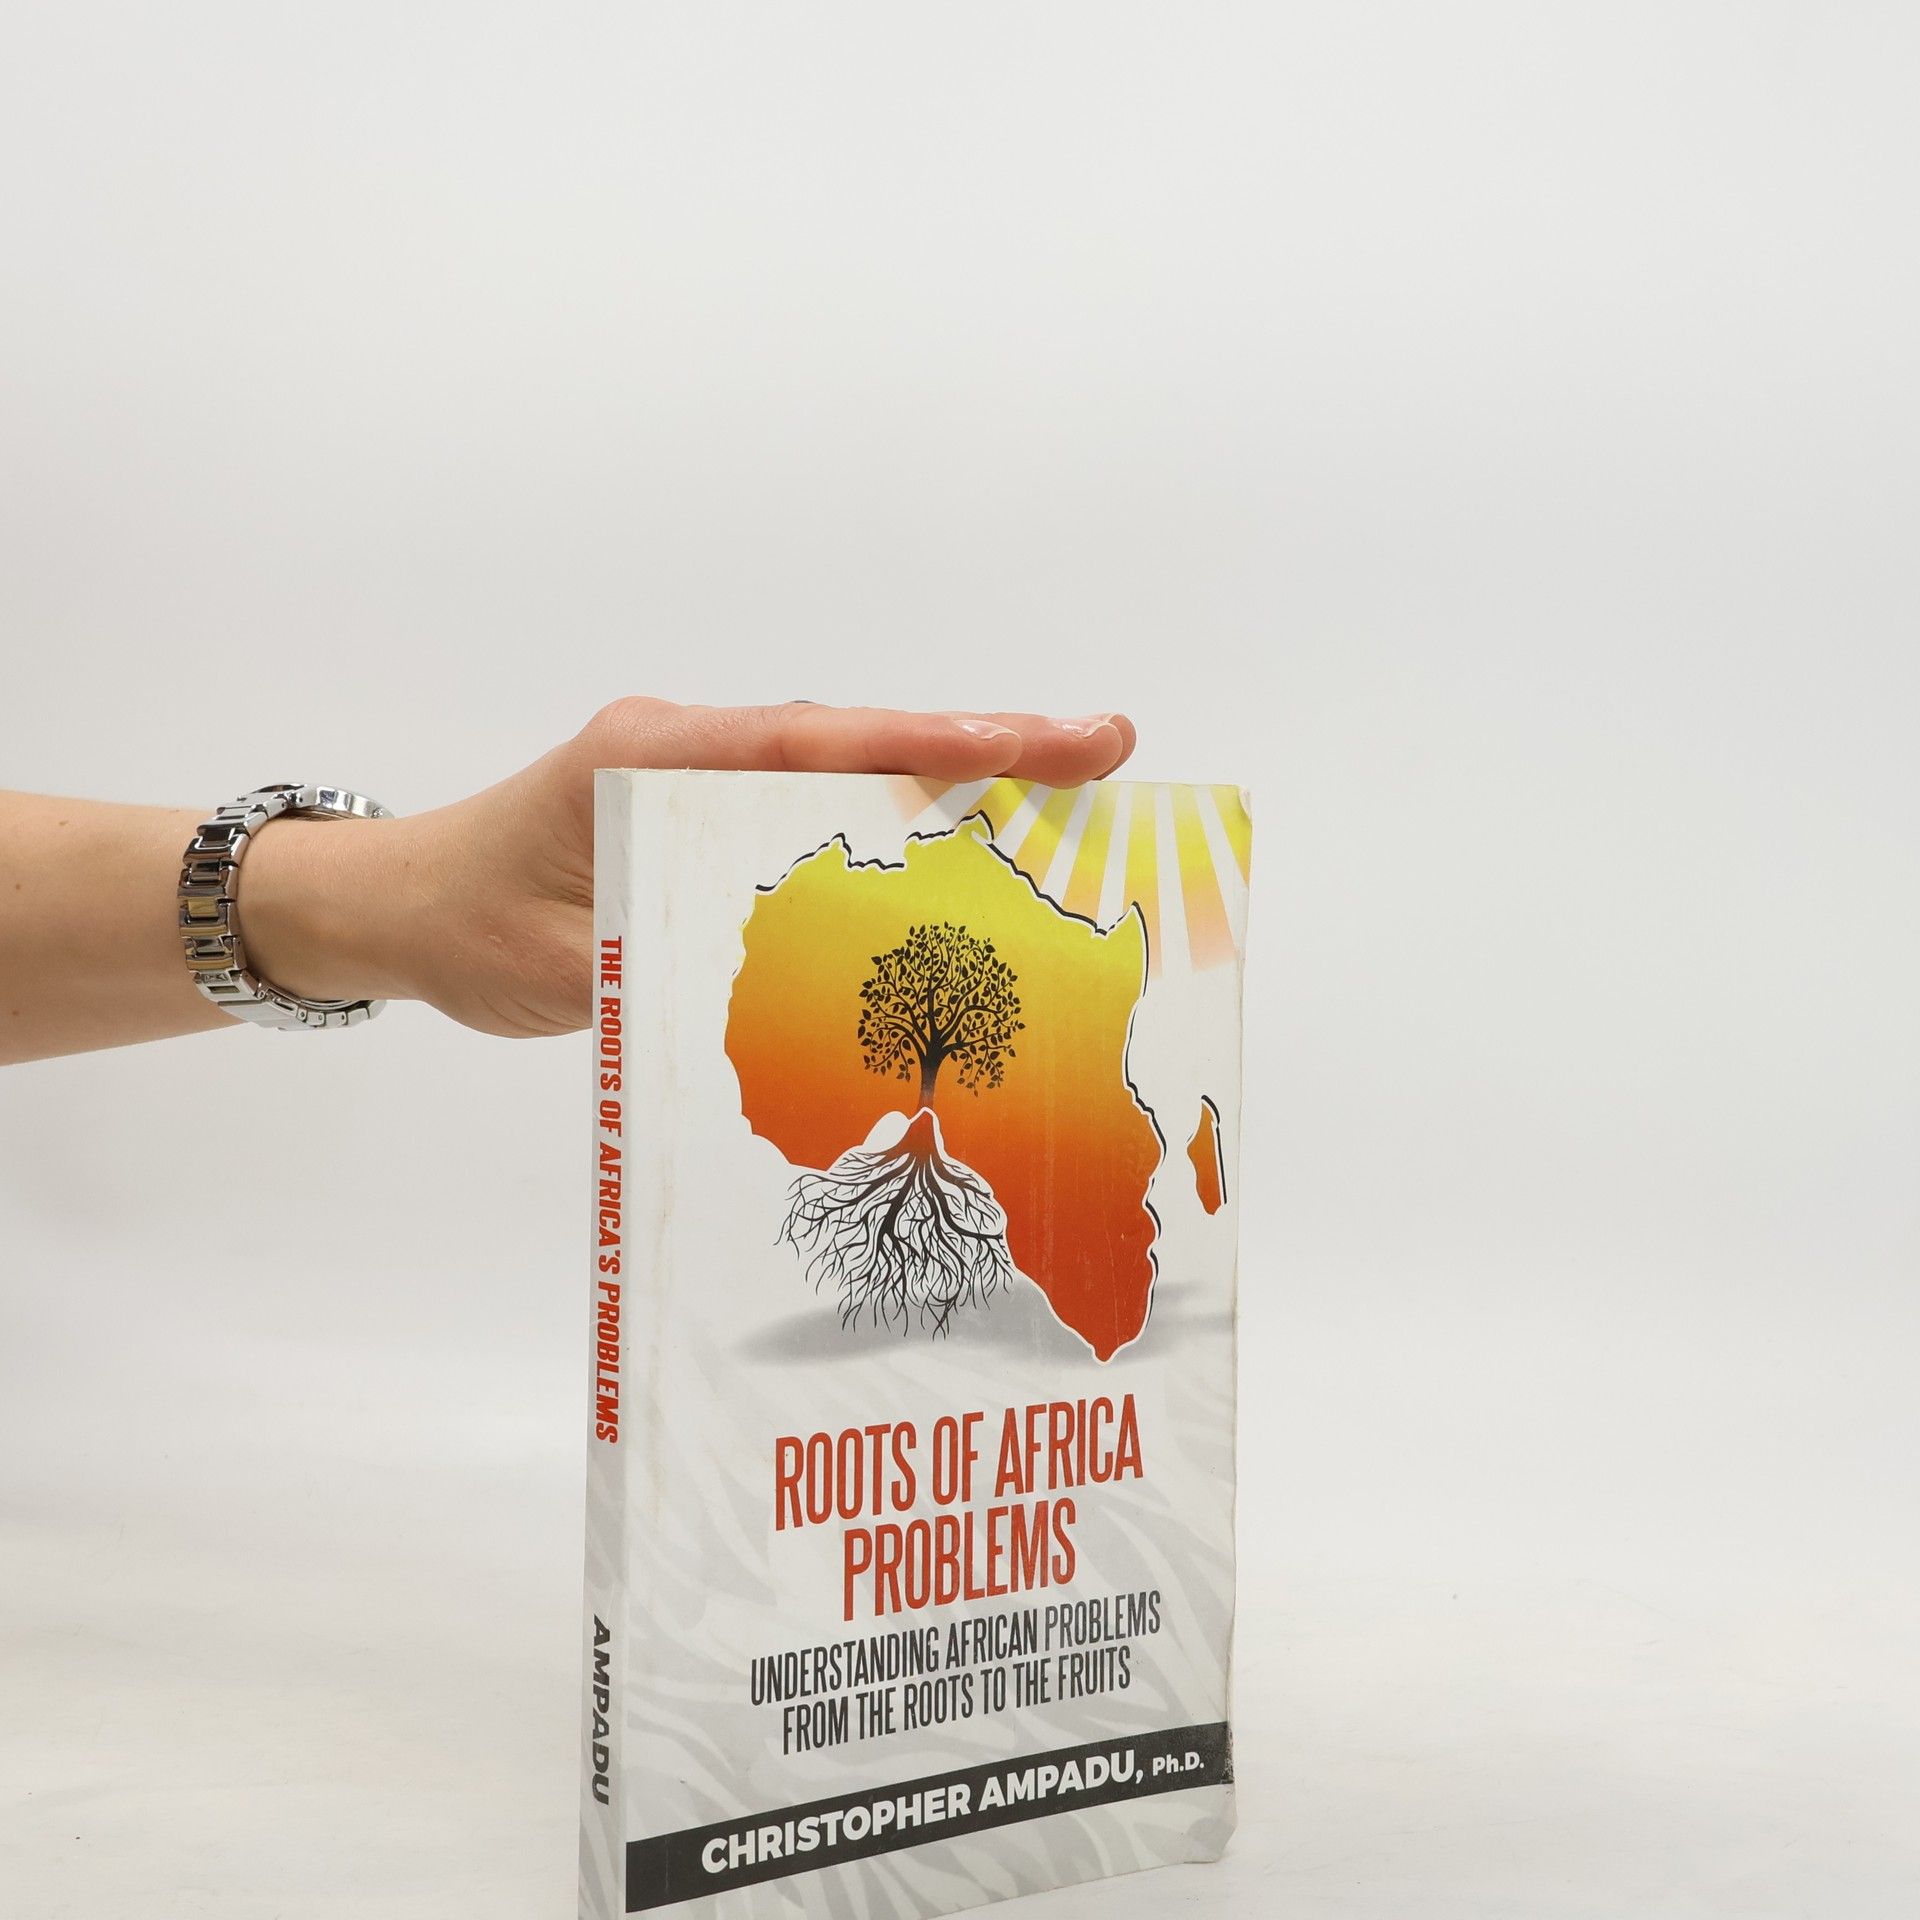 THE ROOTS OF AFRICA'S PROBLEMS
AMPADU
ROOTS OF AFRICA
PROBLEMS
UNDERSTANDING AFRICAN PROBLEMS
FROM THE ROOTS TO THE FRUITS
CHRISTOPHER AMPADU, Ph.D.